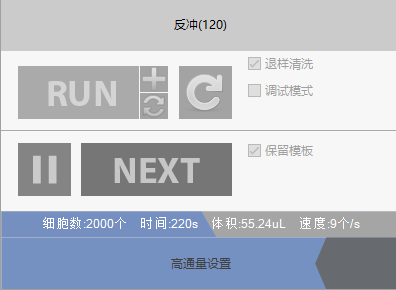 反冲(120)
RUN
退样清洗
调试模式
NEXT
保留模板
细胞数:2000个 时间:220s 体积:55.24uL 速度:9个/s
高通量设置